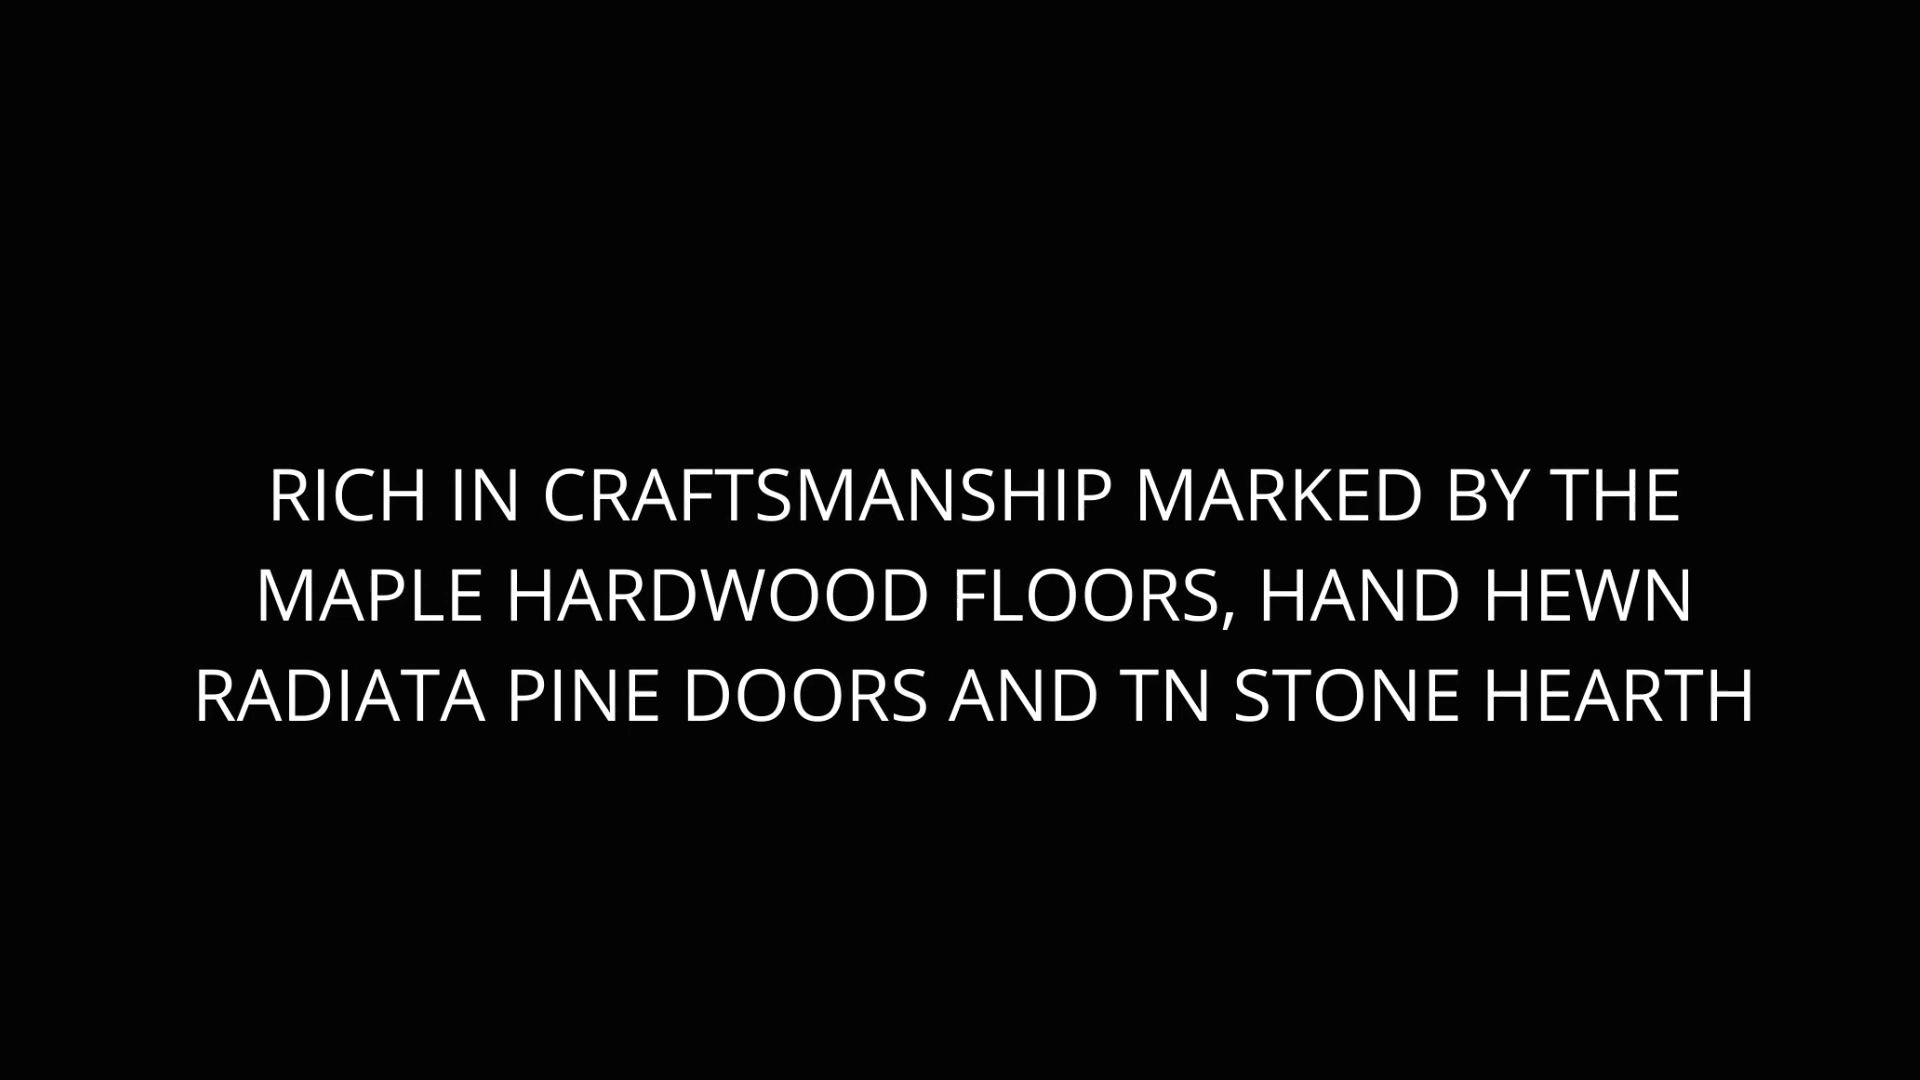 RICH IN CRAFTSMANSHIP MARKED BY THE
MAPLE HARDWOOD FLOORS, HAND HEWN
RADIATA PINE DOORS AND TN STONE HEARTH